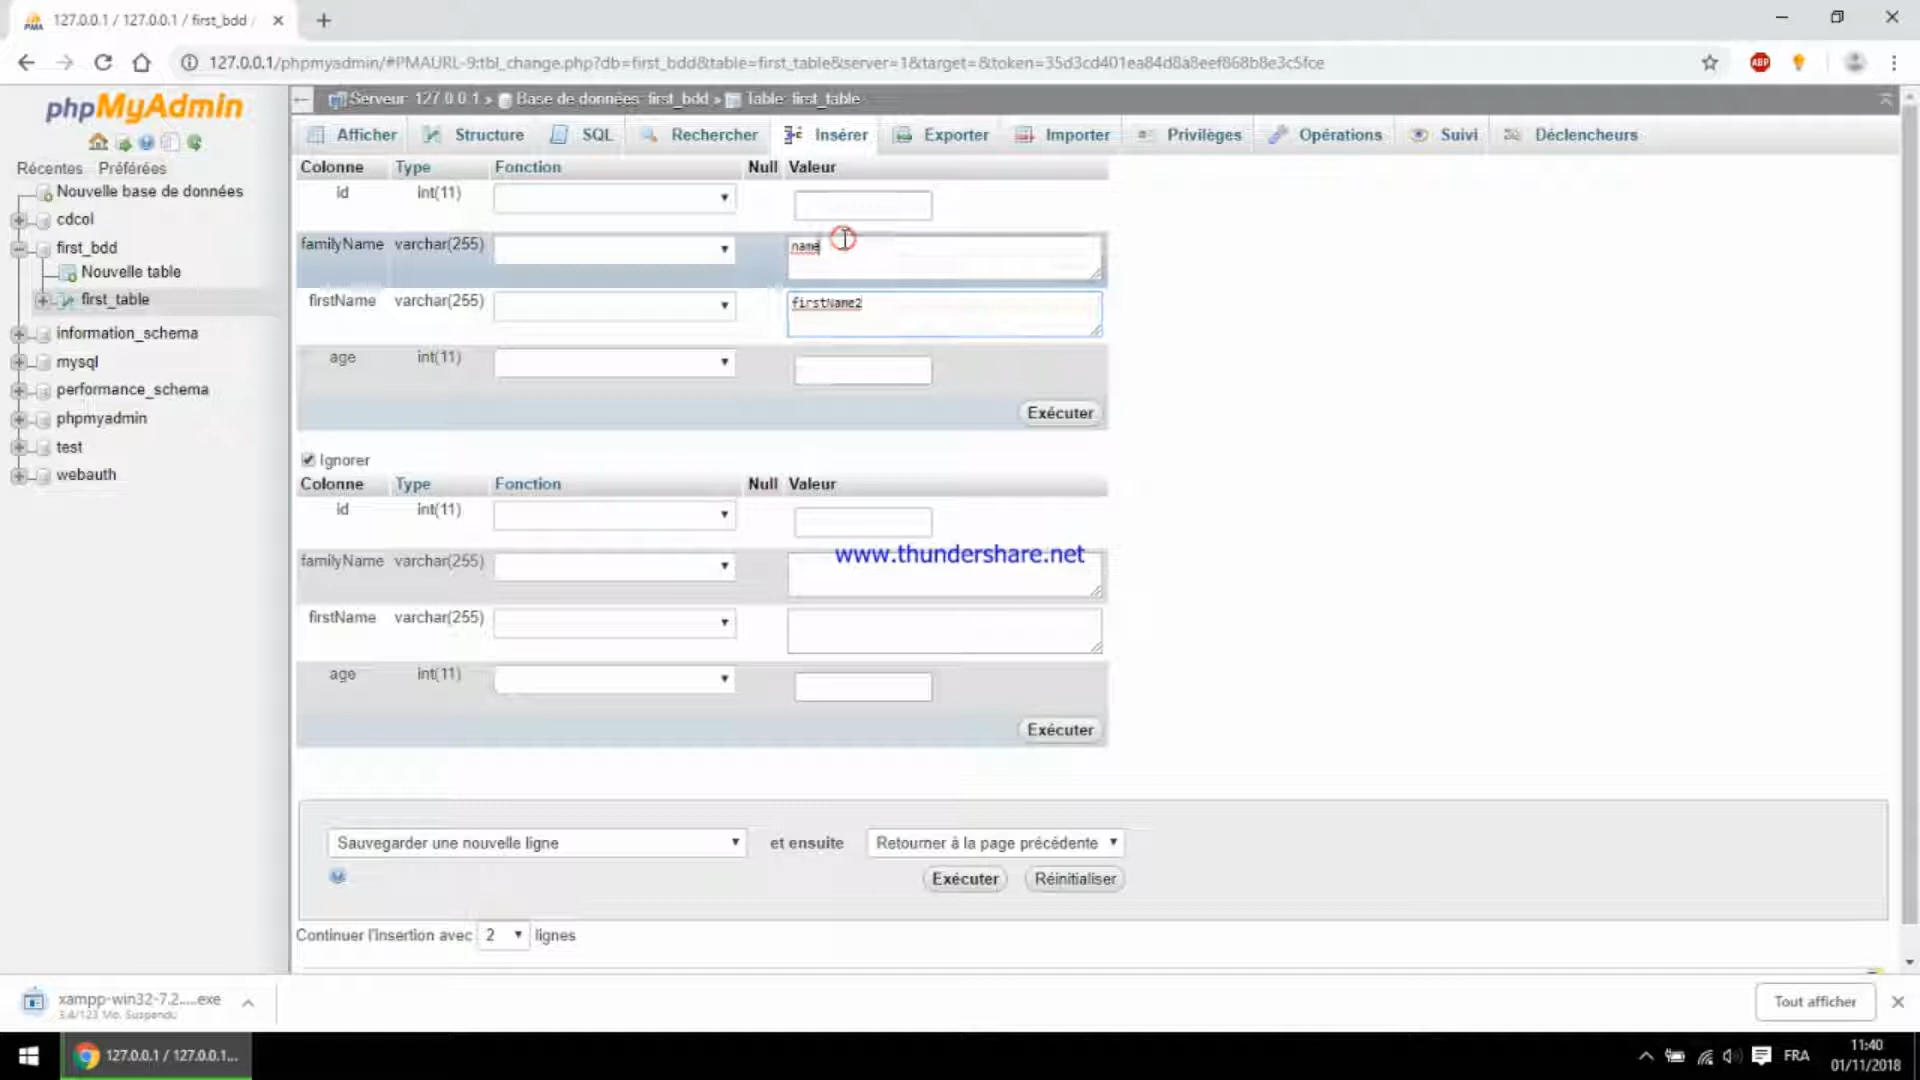 127.0.0.1 / 127.0.0.1 / first_bdd /
127.0.0.1/phpmyadmin/#PMAURL-9:tbl_change.php?db=first_bdd&table=first_table&server=1&target=&token=35d3cd401ea84d8a8eef868b8e3c5fce
ABP
phpMyAdmin
Récentes Préférées
Nouvelle base de données
cdcol
first_bdd
Nouvelle table
first_table
information_schema
mysql
performance_schema
phpmyadmin
test
webauth
Serveur: 127.0.0.1 » Base de données: first_bdd » Table: first_table
Afficher Structure SQL Rechercher Insérer Exporter Importer Privilèges Opérations Suivi Déclencheurs
Colonne Type Fonction Null Valeur
id int(11)
familyName varchar(255) name
firstName varchar(255) firstName2
age int(11)
Exécuter
Ignorer
Colonne Type Fonction Null Valeur
id int(11)
www.thundershare.net
familyName varchar(255)
firstName varchar(255)
age int(11)
Exécuter
Sauvegarder une nouvelle ligne et ensuite Retourner à la page précédente
Exécuter Réinitialiser
Continuer l'insertion avec 2 lignes
xampp-win32-7.2.....exe
3,4/123 Mo, Suspendu
Tout afficher
127.0.0.1 / 127.0.0.1...
FRA
11:40
01/11/2018